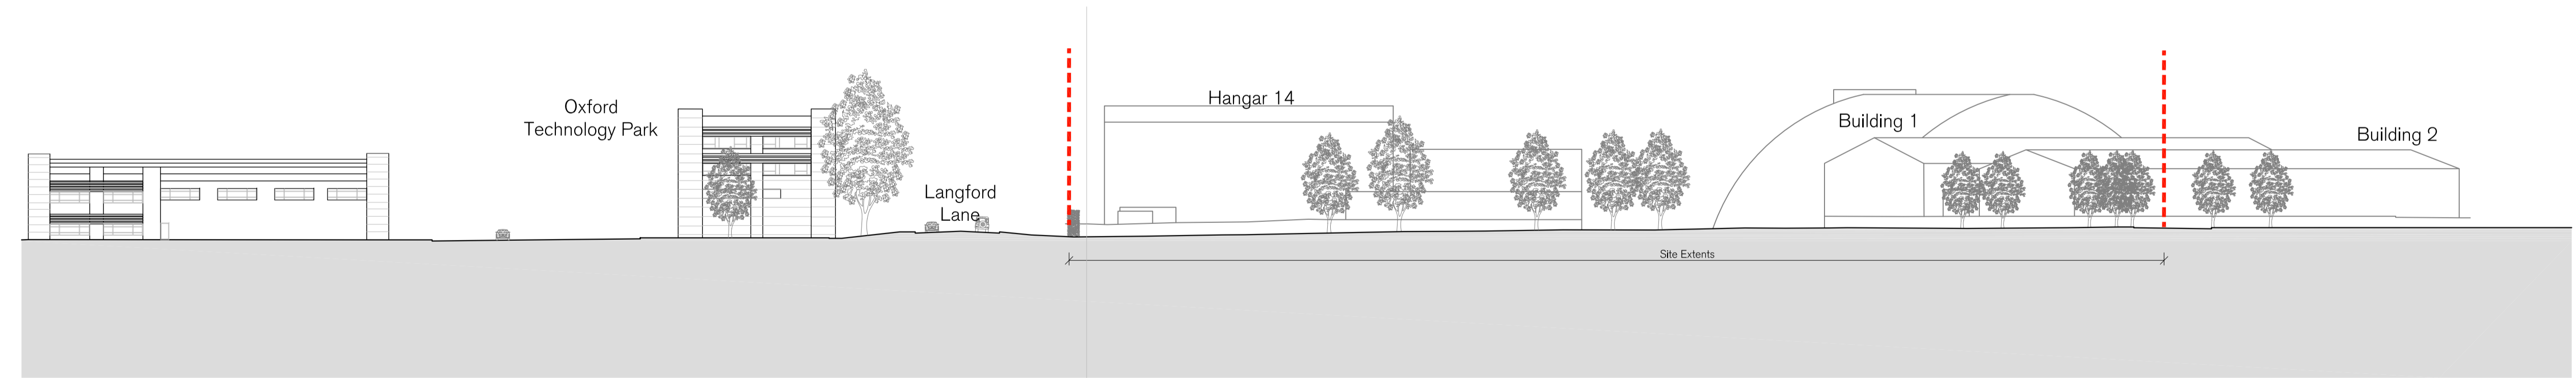 Oxford
Technology Park
Langford
Lane
Hangar 14
Building 1
Building 2
Site Extents